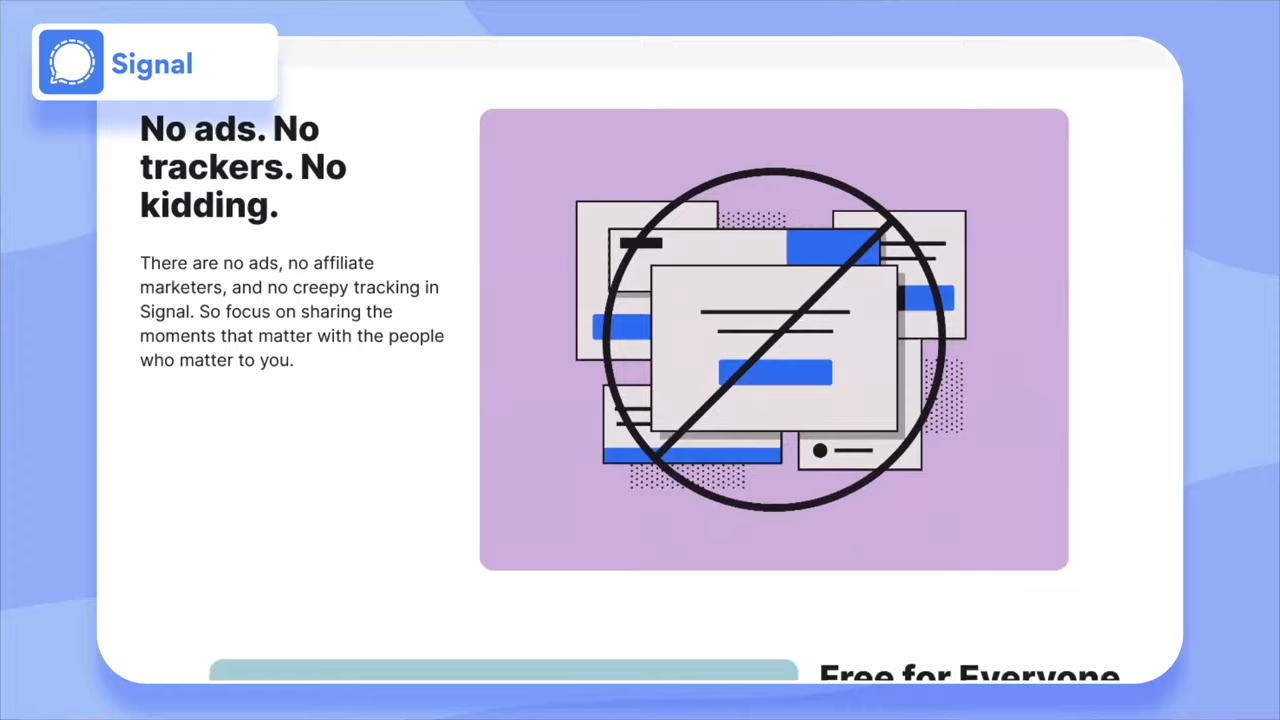 Signal
No ads. No
trackers. No
kidding.
There are no ads, no affiliate
marketers, and no creepy tracking in
Signal. So focus on sharing the
moments that matter with the people
who matter to you.
Free for Everyone